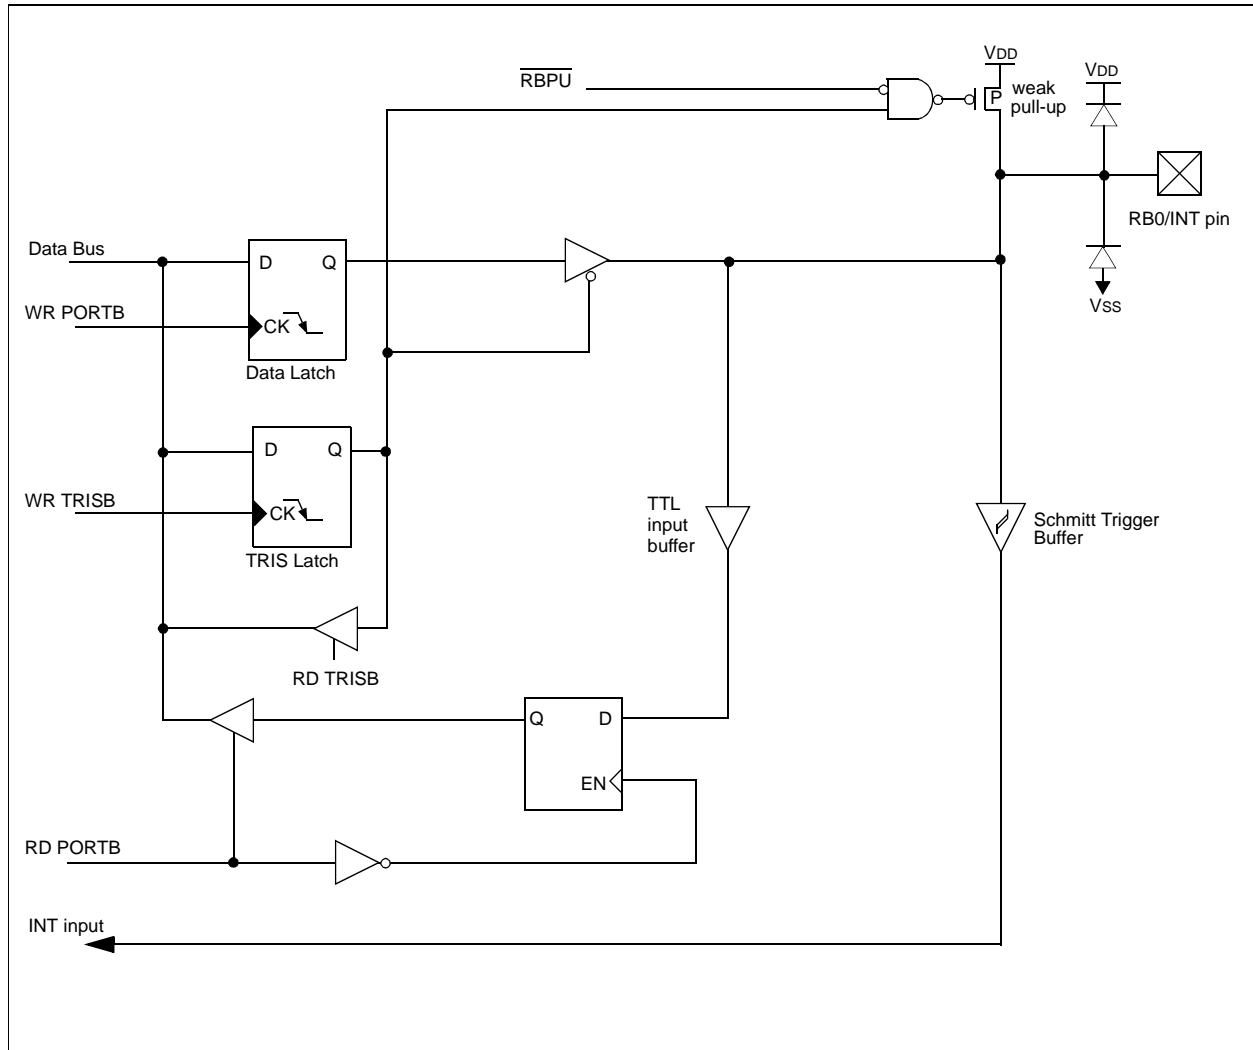 VDD
RBPU
VDD
weak
pull-up
P
RB0/INT pin
Data Bus
D
Q
WR PORTB
CK
VSS
Data Latch
D
Q
WR TRISB
CK
TTL
input
buffer
Schmitt Trigger
Buffer
TRIS Latch
RD TRISB
Q
D
EN
RD PORTB
INT input